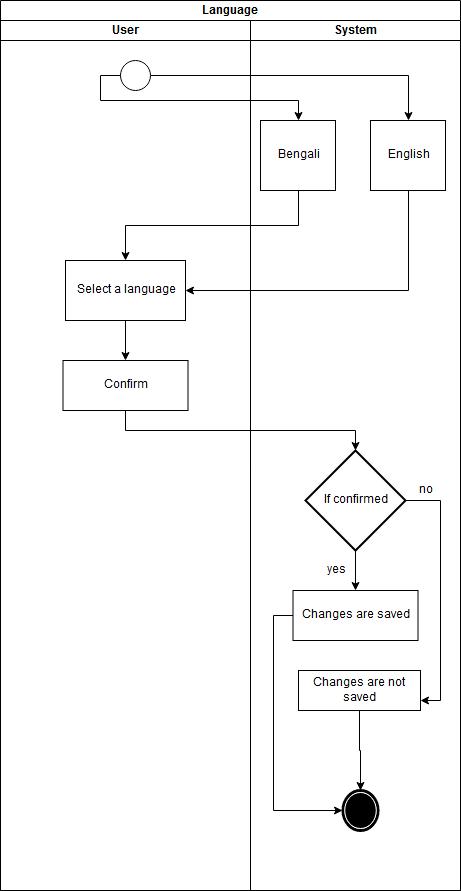 Language
User
System
Bengali
English
Select a language
Confirm
If confirmed
no
yes
Changes are saved
Changes are not
saved